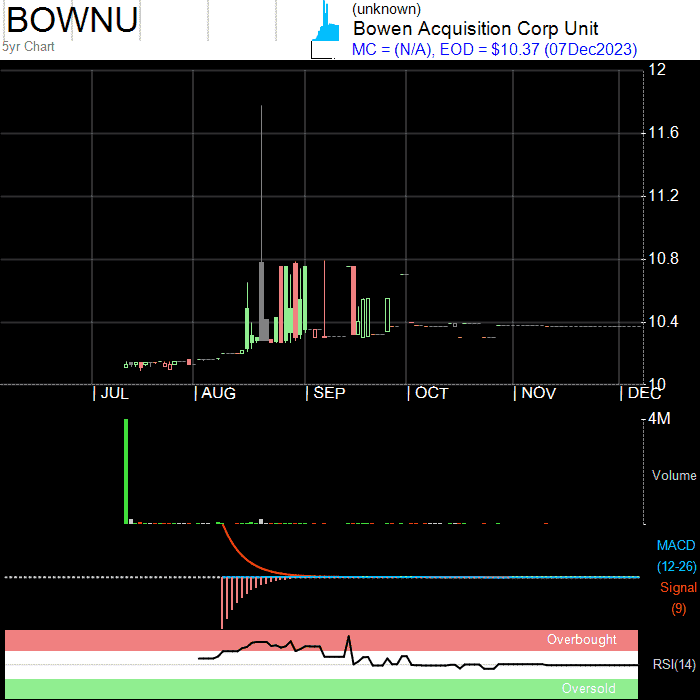 BOWNU
5yr Chart
(unknown)
Bowen Acquisition Corp Unit
MC = (N/A), EOD = $10.37 (07Dec2023)
12
11.6
11.2
10.8
10.4
10
| JUL | AUG | SEP | OCT | NOV | DEC
4M
Volume
MACD
(12-26)
Signal
(9)
Overbought
RSI(14)
Oversold